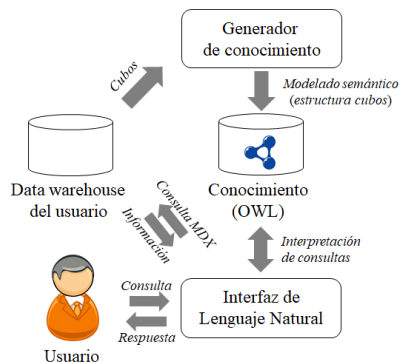 Generador
de conocimiento
Cubos
Modelado semántico
(estructura cubos)
Data warehouse
del usuario
Conocimiento
(OWL)
Consulta MDX
Información
Interpretación
de consultas
Consulta
Respuesta
Interfaz de
Lenguaje Natural
Usuario